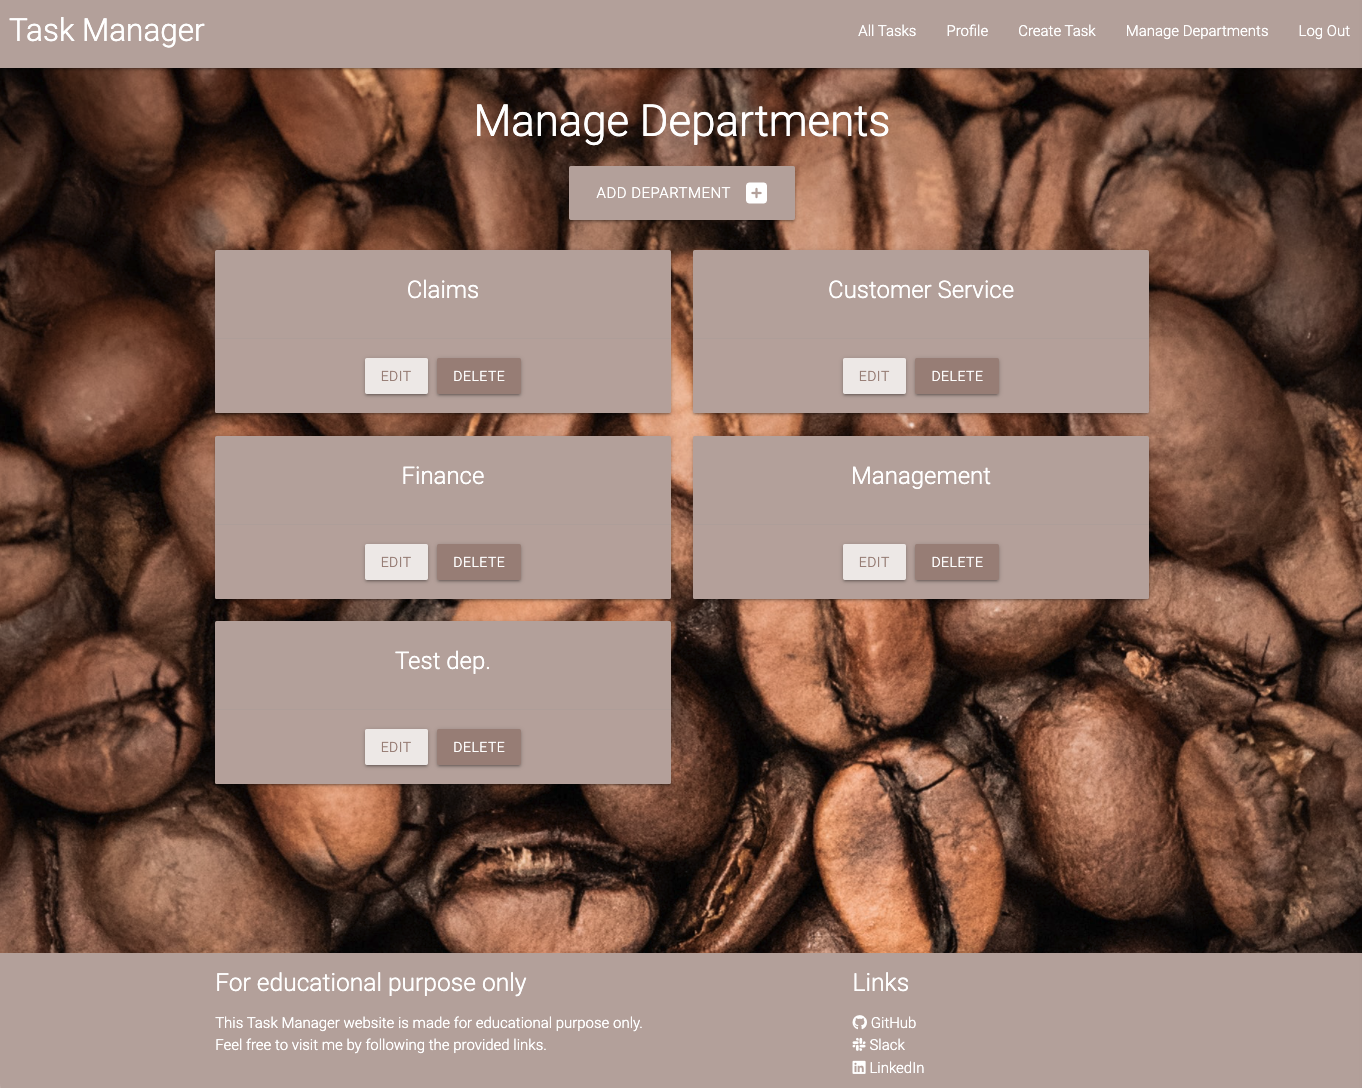 Task Manager
All Tasks Profile Create Task Manage Departments Log Out
Manage Departments
ADD DEPARTMENT
Claims
EDIT DELETE
Customer Service
EDIT DELETE
Finance
EDIT DELETE
Management
EDIT DELETE
Test dep.
EDIT DELETE
For educational purpose only
This Task Manager website is made for educational purpose only.
Feel free to visit me by following the provided links.
Links
GitHub
Slack
LinkedIn